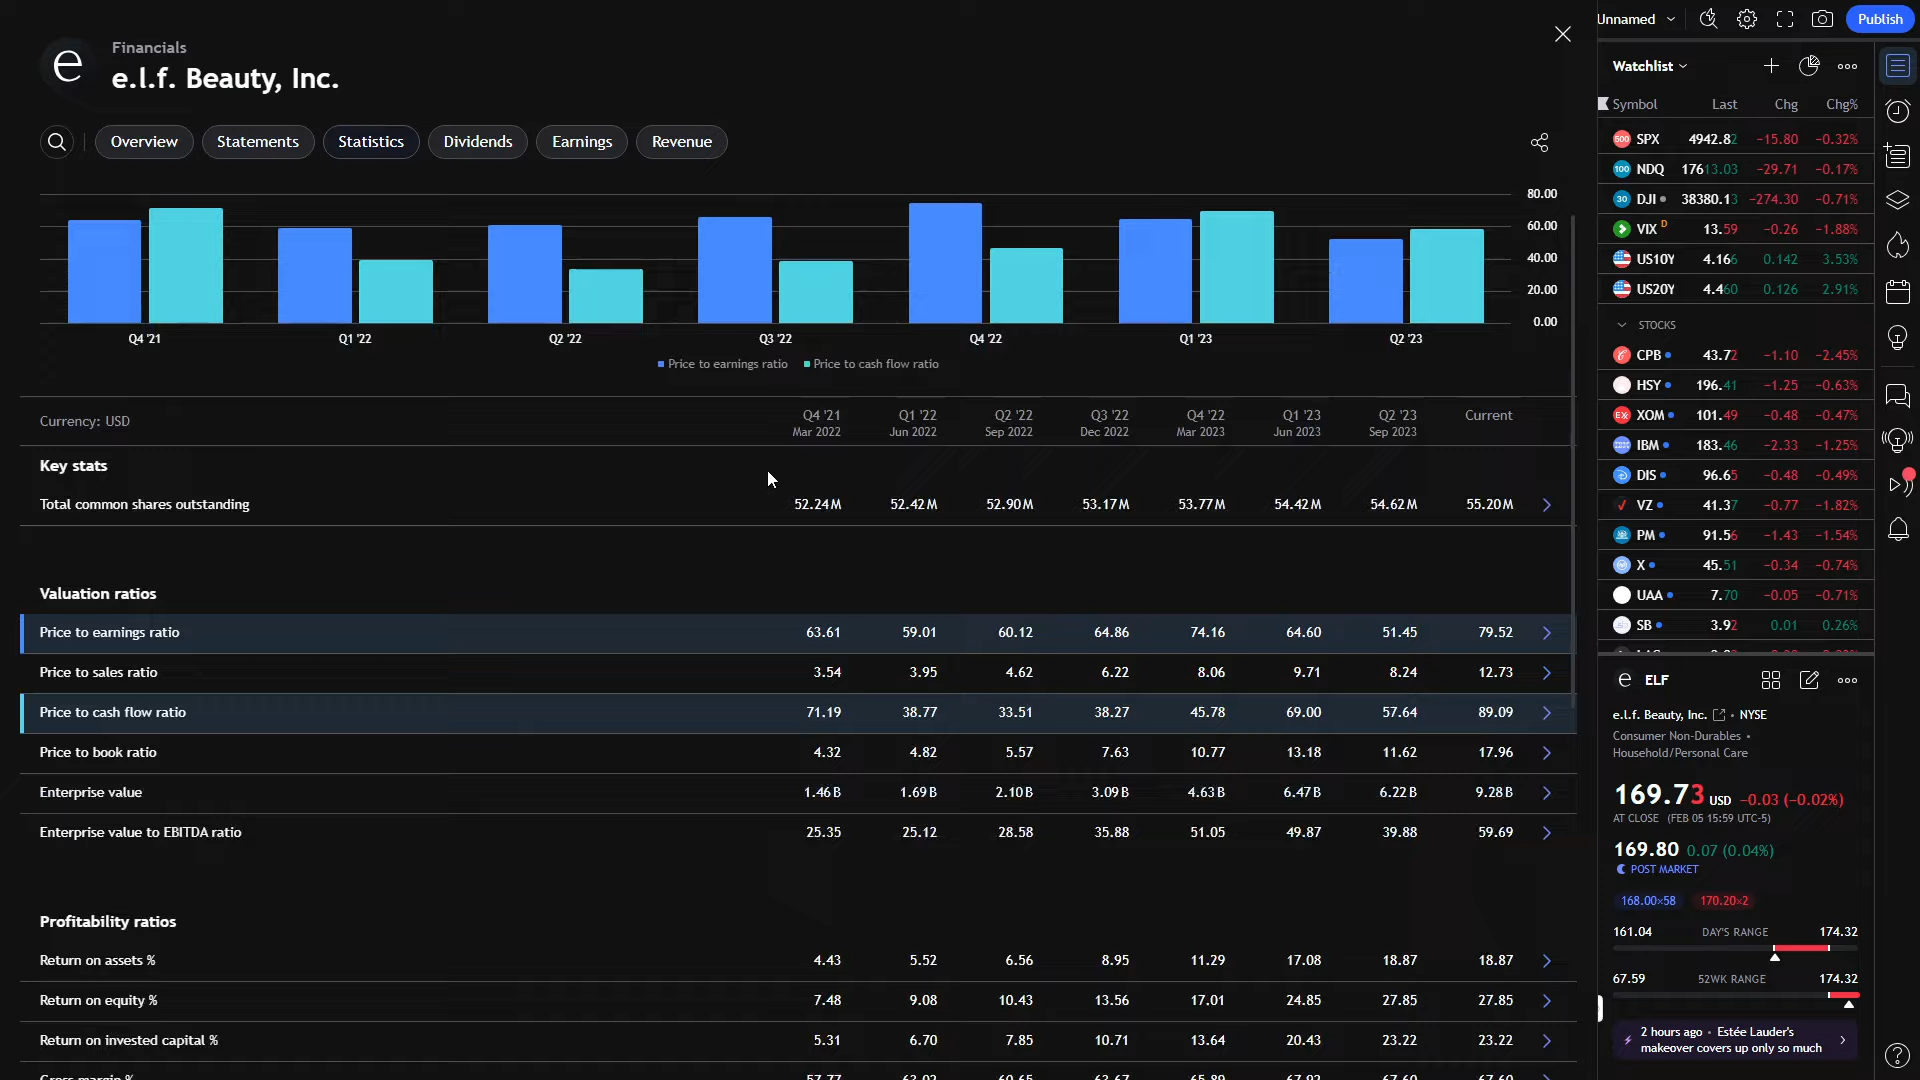 Financials
e.l.f. Beauty, Inc.
Overview Statements Statistics Dividends Earnings Revenue
80.00
60.00
40.00
20.00
0.00
Q4 '21 Q1 '22 Q2 '22 Q3 '22 Q4 '22 Q1 '23 Q2 '23
Price to earnings ratio Price to cash flow ratio
Currency: USD
Q4 '21 Q1 '22 Q2 '22 Q3 '22 Q4 '22 Q1 '23 Q2 '23 Current
Mar 2022 Jun 2022 Sep 2022 Dec 2022 Mar 2023 Jun 2023 Sep 2023
Key stats
Total common shares outstanding 52.24M 52.42M 52.90M 53.17M 53.77M 54.42M 54.62M 55.20M
Valuation ratios
Price to earnings ratio 63.61 59.01 60.12 64.86 74.16 64.60 51.45 79.52
Price to sales ratio 3.54 3.95 4.62 6.22 8.06 9.71 8.24 12.73
Price to cash flow ratio 71.19 38.77 33.51 38.27 45.78 69.00 57.64 89.09
Price to book ratio 4.32 4.82 5.57 7.63 10.77 13.18 11.62 17.96
Enterprise value 1.46B 1.69B 2.10B 3.09B 4.63B 6.47B 6.22B 9.28B
Enterprise value to EBITDA ratio 25.35 25.12 28.58 35.88 51.05 49.87 39.88 59.69
Profitability ratios
Return on assets % 4.43 5.52 6.56 8.95 11.29 17.08 18.87 18.87
Return on equity % 7.48 9.08 10.43 13.56 17.01 24.85 27.85 27.85
Return on invested capital % 5.31 6.70 7.85 10.71 13.64 20.43 23.22 23.22
Gross margin %
Unnamed Publish
Watchlist
Symbol Last Chg Chg%
SPX 4942.82 −15.80 −0.32%
NDQ 17613.03 −29.71 −0.17%
DJI 38380.13 −274.30 −0.71%
VIX D 13.59 −0.26 −1.88%
US10Y 4.166 0.142 3.53%
US20Y 4.460 0.126 2.91%
STOCKS
CPB 43.72 −1.10 −2.45%
HSY 196.41 −1.25 −0.63%
XOM 101.49 −0.48 −0.47%
IBM 183.46 −2.33 −1.25%
DIS 96.65 −0.48 −0.49%
VZ 41.37 −0.77 −1.82%
PM 91.56 −1.43 −1.54%
X 45.51 −0.34 −0.74%
UAA 7.70 −0.05 −0.71%
SB 3.92 0.01 0.26%
e ELF
e.l.f. Beauty, Inc. • NYSE
Consumer Non-Durables •
Household/Personal Care
169.73 USD −0.03 (−0.02%)
AT CLOSE (FEB 05 15:59 UTC-5)
169.80 0.07 (0.04%)
POST MARKET
168.00×58 170.20×2
161.04 DAY'S RANGE 174.32
67.59 52WK RANGE 174.32
2 hours ago • Estée Lauder's
makeover covers up only so much